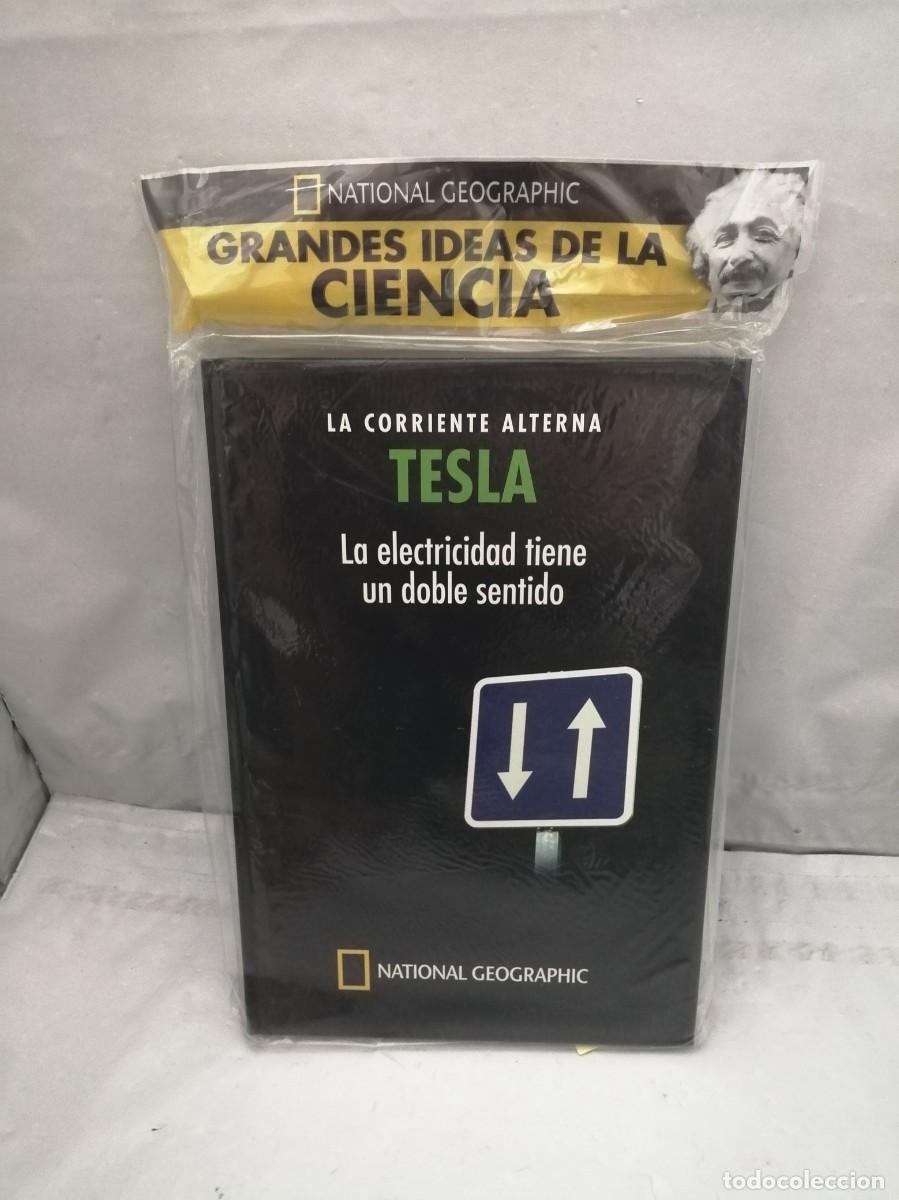 NATIONAL GEOGRAPHIC
GRANDES IDEAS DE LA
CIENCIA
LA CORRIENTE ALTERNA
TESLA
La electricidad tiene
un doble sentido
NATIONAL GEOGRAPHIC
todocoleccion